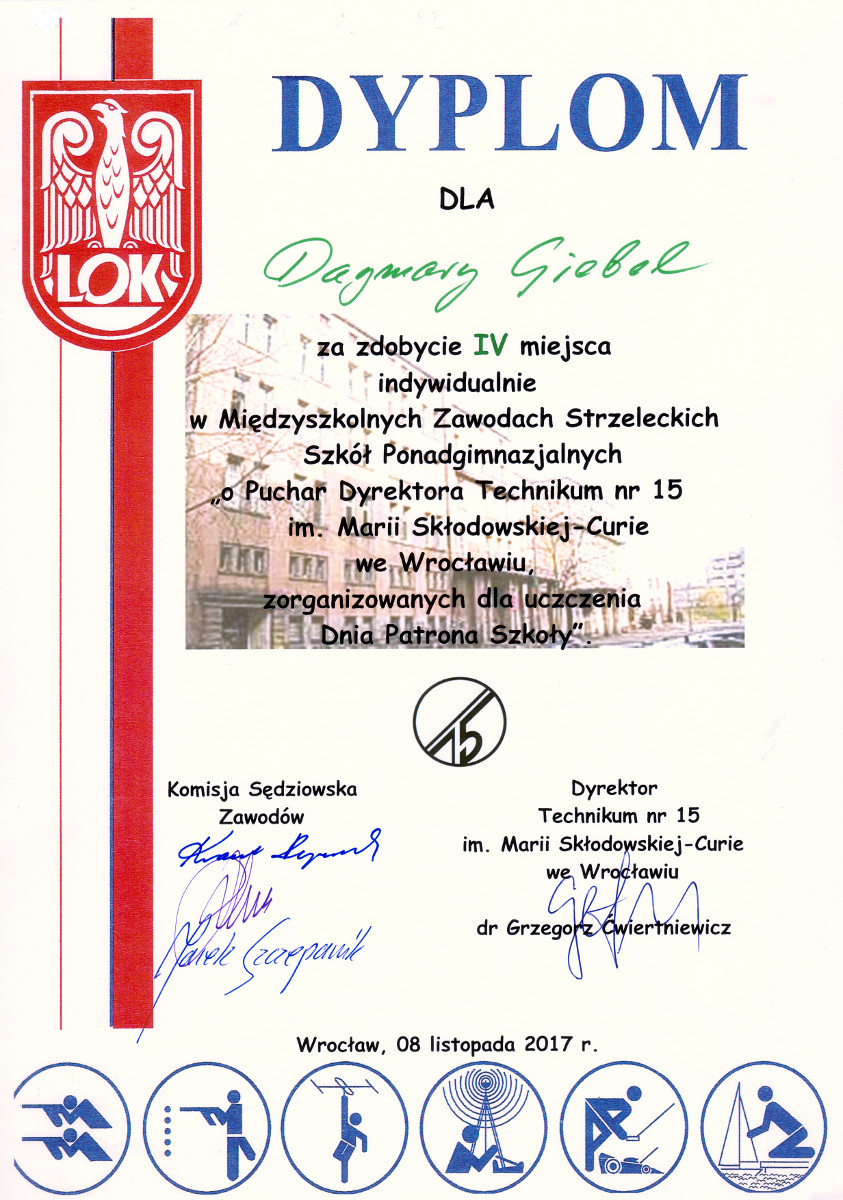 DYPLOM
LOK
DLA
Dagmary Giebel
za zdobycie IV miejsca
indywidualnie
w Międzyszkolnych Zawodach Strzeleckich
Szkół Ponadgimnazjalnych
„o Puchar Dyrektora Technikum nr 15
im. Marii Skłodowskiej-Curie
we Wrocławiu,
zorganizowanych dla uczczenia
Dnia Patrona Szkoły”.
15
Komisja Sędziowska
Zawodów
Marek Szczepanik
Dyrektor
Technikum nr 15
im. Marii Skłodowskiej-Curie
we Wrocławiu
dr Grzegorz Ćwiertniewicz
Wrocław, 08 listopada 2017 r.